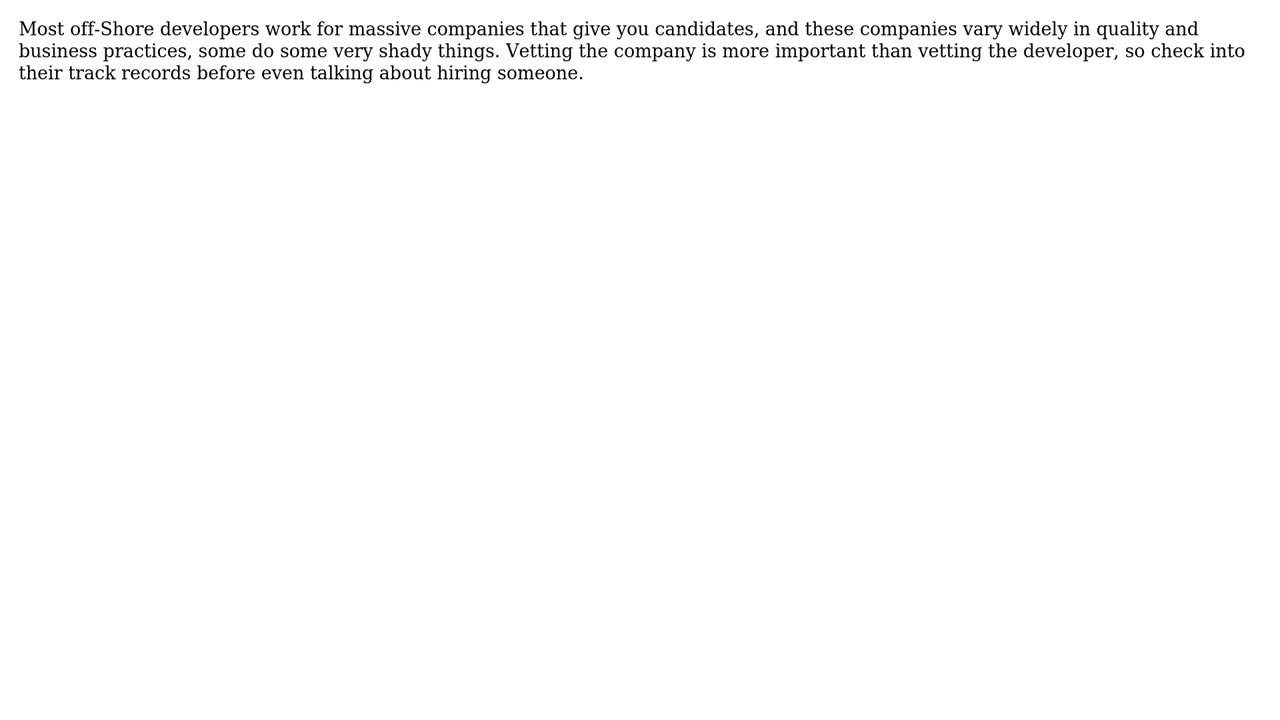 Most off-Shore developers work for massive companies that give you candidates, and these companies vary widely in quality and
business practices, some do some very shady things. Vetting the company is more important than vetting the developer, so check into
their track records before even talking about hiring someone.